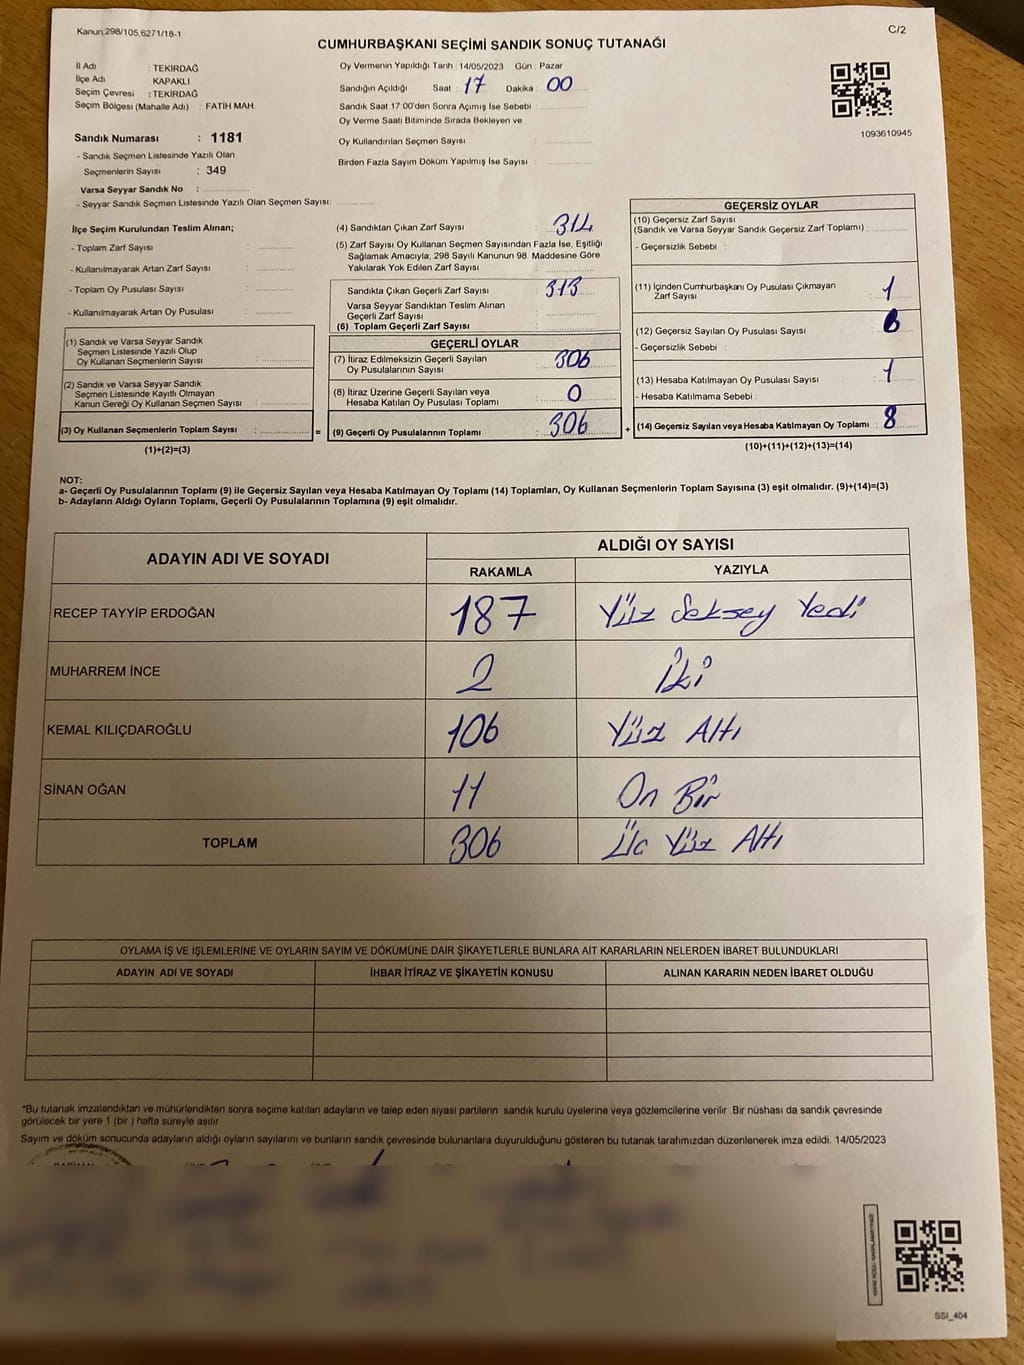 Kanun,298/105,6271/18-1
C/2
CUMHURBAŞKANI SEÇİMİ SANDIK SONUÇ TUTANAĞI
İl Adı : TEKİRDAĞ
İlçe Adı KAPAKLI
Seçim Çevresi : TEKİRDAĞ
Seçim Bölgesi (Mahalle Adı) : FATİH MAH.
Sandık Numarası : 1181
- Sandık Seçmen Listesinde Yazılı Olan
Seçmenlerin Sayısı : 349
Varsa Seyyar Sandık No :
- Seyyar Sandık Seçmen Listesinde Yazılı Olan Seçmen Sayısı:
Oy Vermenin Yapıldığı Tarih : 14/05/2023 Gün : Pazar
Sandığın Açıldığı Saat : 17 Dakika : 00
Sandık Saat 17:00'den Sonra Açımış İse Sebebi :
Oy Verme Saati Bitiminde Sırada Bekleyen ve
Oy Kullandırılan Seçmen Sayısı :
Birden Fazla Sayım Döküm Yapılmış İse Sayısı :
1093610945
İlçe Seçim Kurulundan Teslim Alınan;
- Toplam Zarf Sayısı :
- Kullanılmayarak Artan Zarf Sayısı :
- Toplam Oy Pusulası Sayısı :
- Kullanılmayarak Artan Oy Pusulası :
(1) Sandık ve Varsa Seyyar Sandık
Seçmen Listesinde Yazılı Olup
Oy Kullanan Seçmenlerin Sayısı :
(2) Sandık ve Varsa Seyyar Sandık
Seçmen Listesinde Kayıtlı Olmayan
Kanun Gereği Oy Kullanan Seçmen Sayısı :
(3) Oy Kullanan Seçmenlerin Toplam Sayısı : =
(1)+(2)=(3)
(4) Sandıktan Çıkan Zarf Sayısı : 314
(5) Zarf Sayısı Oy Kullanan Seçmen Sayısından Fazla İse, Eşitliği
Sağlamak Amacıyla; 298 Sayılı Kanunun 98. Maddesine Göre
Yakılarak Yok Edilen Zarf Sayısı :
Sandıkta Çıkan Geçerli Zarf Sayısı : 313
Varsa Seyyar Sandıktan Teslim Alınan
Geçerli Zarf Sayısı :
(6) Toplam Geçerli Zarf Sayısı :
GEÇERLİ OYLAR
(7) İtiraz Edilmeksizin Geçerli Sayılan
Oy Pusulalarının Sayısı : 306
(8) İtiraz Üzerine Geçerli Sayılan veya
Hesaba Katılan Oy Pusulası Toplamı : 0
(9) Geçerli Oy Pusulalarının Toplamı : 306 +
GEÇERSİZ OYLAR
(10) Geçersiz Zarf Sayısı
(Sandık ve Varsa Seyyar Sandık Geçersiz Zarf Toplamı) :
- Geçersizlik Sebebi :
(11) İçinden Cumhurbaşkanı Oy Pusulası Çıkmayan
Zarf Sayısı : 1
(12) Geçersiz Sayılan Oy Pusulası Sayısı : 6
- Geçersizlik Sebebi :
(13) Hesaba Katılmayan Oy Pusulası Sayısı : 1
- Hesaba Katılmama Sebebi :
(14) Geçersiz Sayılan veya Hesaba Katılmayan Oy Toplamı : 8
(10)+(11)+(12)+(13)=(14)
NOT:
a- Geçerli Oy Pusulalarının Toplamı (9) ile Geçersiz Sayılan veya Hesaba Katılmayan Oy Toplamı (14) Toplamları, Oy Kullanan Seçmenlerin Toplam Sayısına (3) eşit olmalıdır. (9)+(14)=(3)
b- Adayların Aldığı Oyların Toplamı, Geçerli Oy Pusulalarının Toplamına (9) eşit olmalıdır.
ADAYIN ADI VE SOYADI ALDIĞI OY SAYISI
RAKAMLA YAZIYLA
RECEP TAYYİP ERDOĞAN 187 Yüz Seksey Yedi
MUHARREM İNCE 2 İki
KEMAL KILIÇDAROĞLU 106 Yüz Altı
SİNAN OĞAN 11 On Bir
TOPLAM 306 Üc Yüz Altı
OYLAMA İŞ VE İŞLEMLERİNE VE OYLARIN SAYIM VE DÖKÜMÜNE DAİR ŞİKAYETLERLE BUNLARA AİT KARARLARIN NELERDEN İBARET BULUNDUKLARI
ADAYIN ADI VE SOYADI İHBAR İTİRAZ VE ŞİKAYETİN KONUSU ALINAN KARARIN NEDEN İBARET OLDUĞU
*Bu tutanak imzalandıktan ve mühürlendikten sonra seçime katılan adayların ve talep eden siyasi partilerin sandık kurulu üyelerine veya gözlemcilerine verilir .Bir nüshası da sandık çevresinde
görülecek bir yere 1 (bir ) hafta süreyle asılır.
Sayım ve döküm sonucunda adayların aldığı oyların sayılarını ve bunların sandık çevresinde bulunanlara duyurulduğunu gösteren bu tutanak tarafımızdan düzenlenerek imza edildi. 14/05/2023
SSI_404